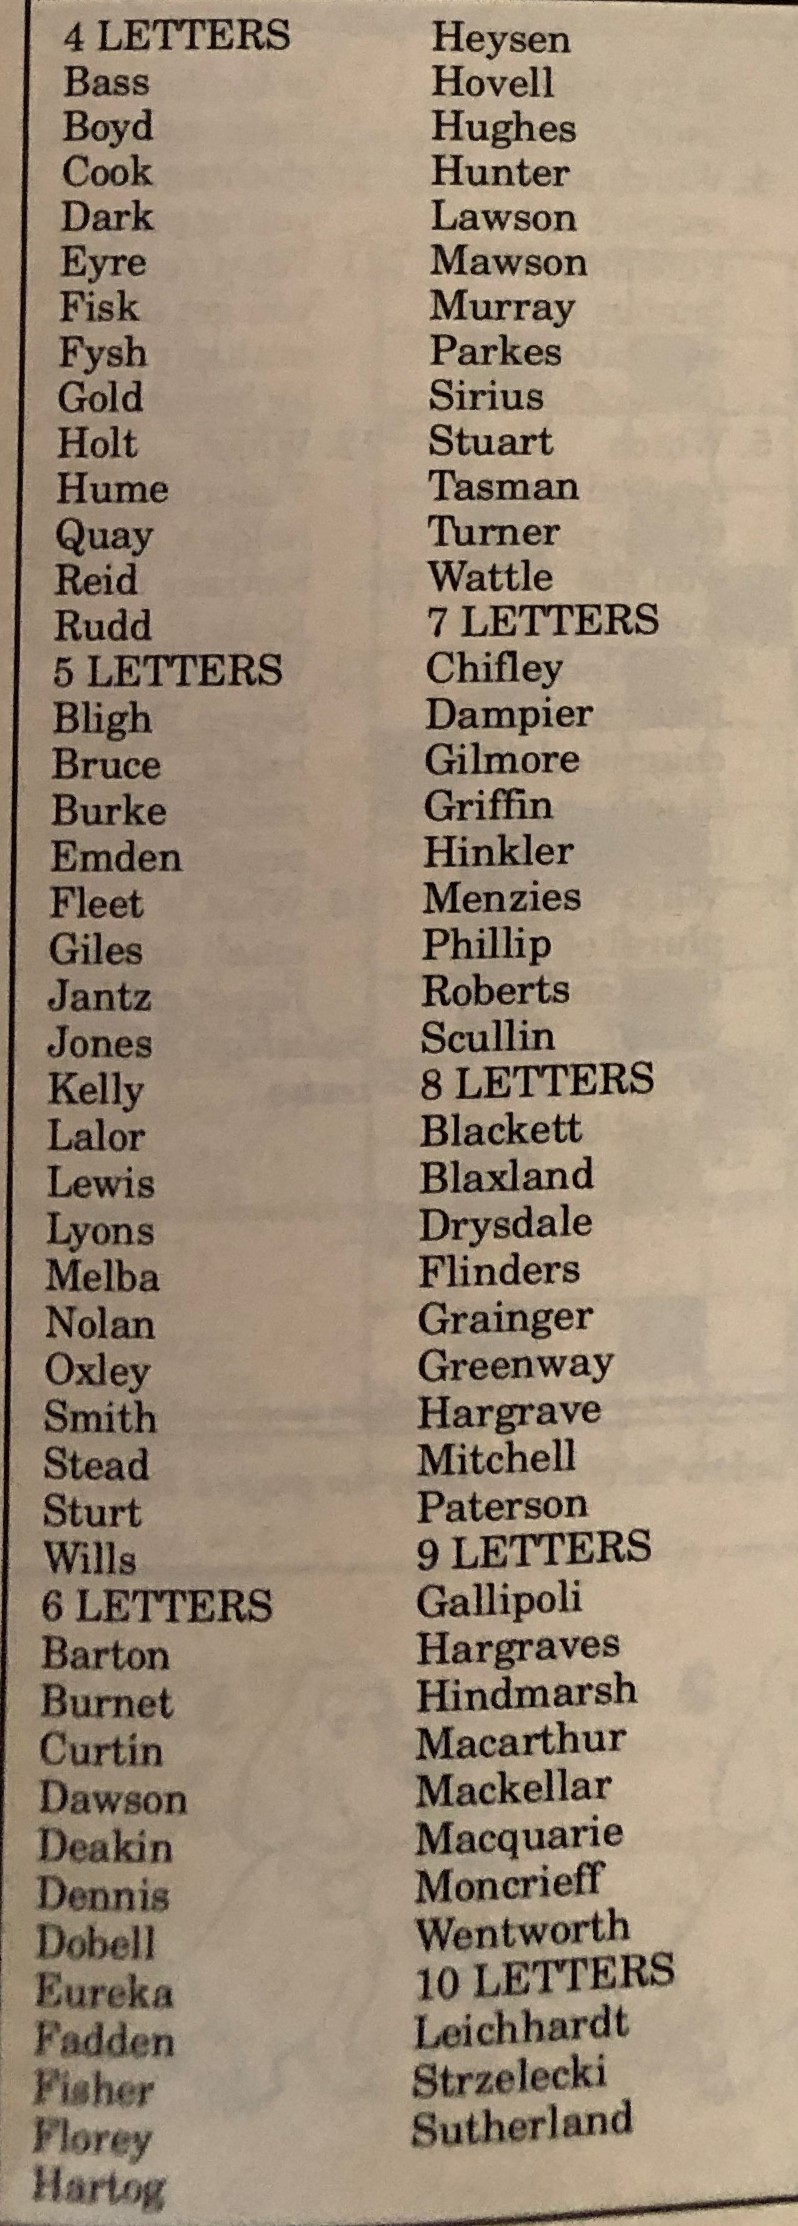 4 LETTERS
Bass
Boyd
Cook
Dark
Eyre
Fisk
Fysh
Gold
Holt
Hume
Quay
Reid
Rudd
5 LETTERS
Bligh
Bruce
Burke
Emden
Fleet
Giles
Jantz
Jones
Kelly
Lalor
Lewis
Lyons
Melba
Nolan
Oxley
Smith
Stead
Sturt
Wills
6 LETTERS
Barton
Burnet
Curtin
Dawson
Deakin
Dennis
Dobell
Eureka
Fadden
Fisher
Florey
Hartog
Heysen
Hovell
Hughes
Hunter
Lawson
Mawson
Murray
Parkes
Sirius
Stuart
Tasman
Turner
Wattle
7 LETTERS
Chifley
Dampier
Gilmore
Griffin
Hinkler
Menzies
Phillip
Roberts
Scullin
8 LETTERS
Blackett
Blaxland
Drysdale
Flinders
Grainger
Greenway
Hargrave
Mitchell
Paterson
9 LETTERS
Gallipoli
Hargraves
Hindmarsh
Macarthur
Mackellar
Macquarie
Moncrieff
Wentworth
10 LETTERS
Leichhardt
Strzelecki
Sutherland